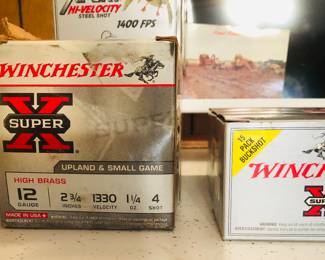 HI-VELOCITY
STEEL SHOT
1400 FPS
WINCHESTER
SUPER
X
UPLAND & SMALL GAME
HIGH BRASS
12 2 3/4 1330 1 1/4 4
GAUGE INCHES VELOCITY OZ. SHOT
MADE IN USA
15
PACK
BUCKSHOT
WINC
SUPER
X